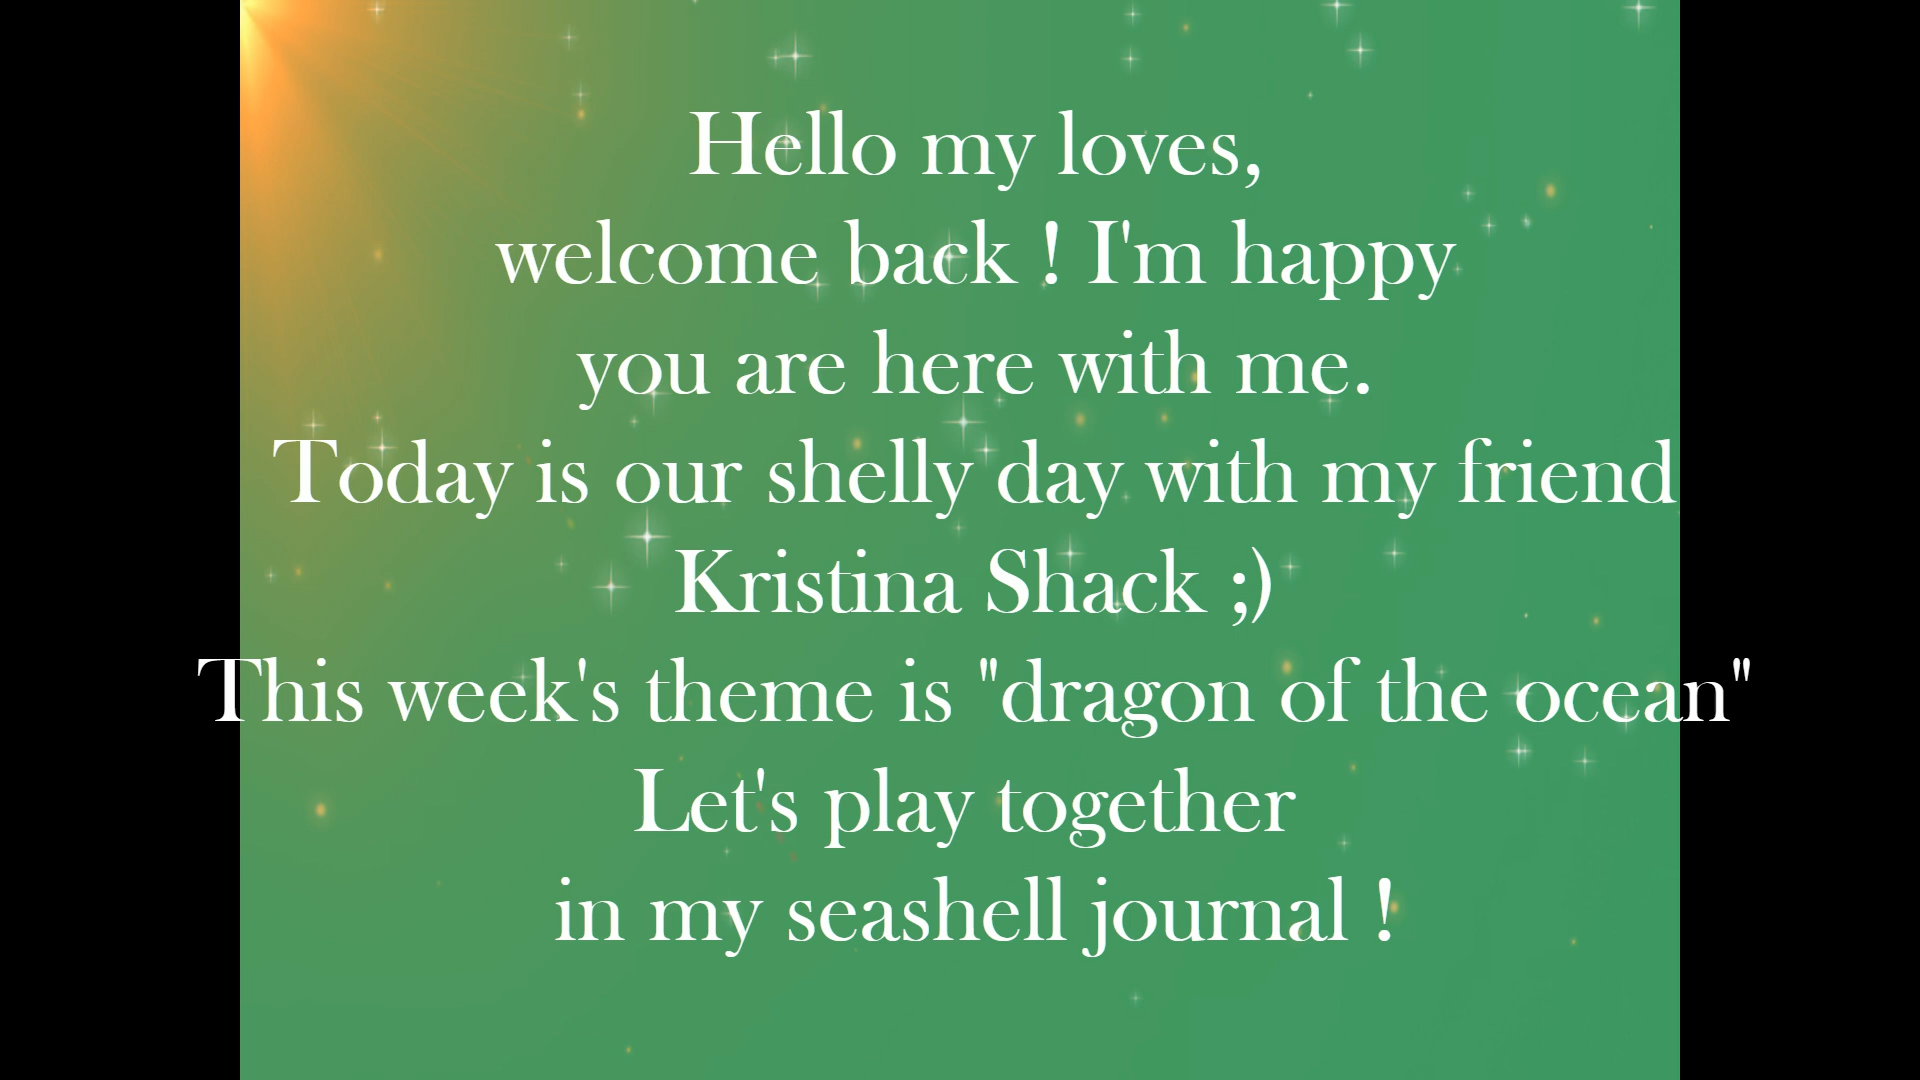 Hello my loves,
welcome back ! I'm happy
you are here with me.
Today is our shelly day with my friend
Kristina Shack ;)
This week's theme is "dragon of the ocean"
Let's play together
in my seashell journal !